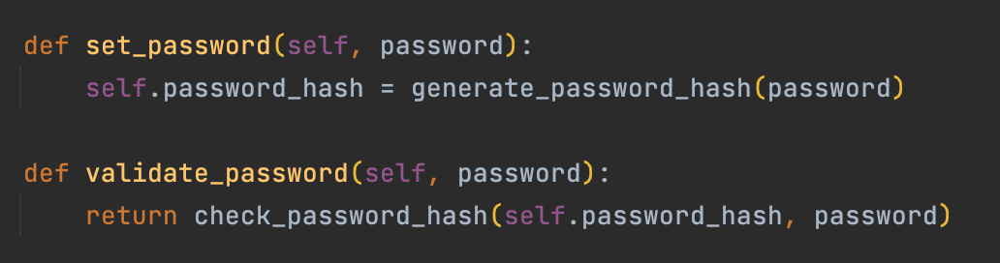 def set_password(self, password):
    self.password_hash = generate_password_hash(password)
def validate_password(self, password):
    return check_password_hash(self.password_hash, password)